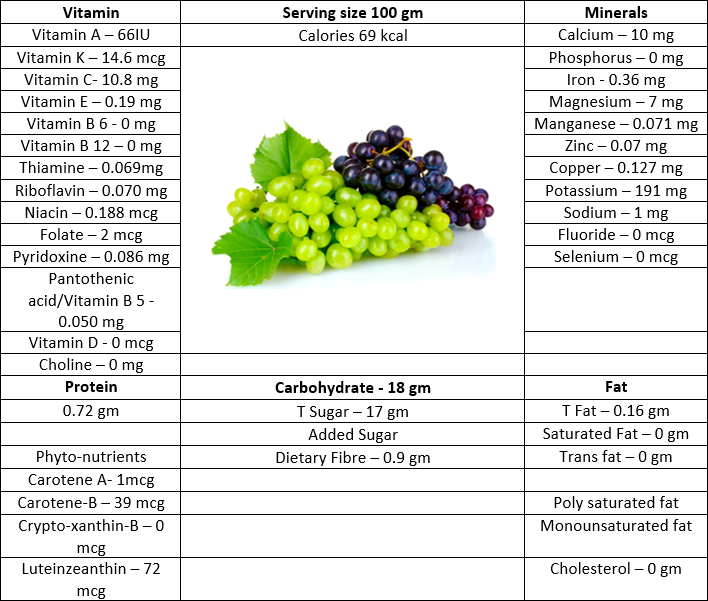 Vitamin Serving size 100 gm Minerals
Vitamin A – 66IU Calories 69 kcal Calcium – 10 mg
Vitamin K – 14.6 mcg Phosphorus – 0 mg
Vitamin C- 10.8 mg Iron - 0.36 mg
Vitamin E – 0.19 mg Magnesium – 7 mg
Vitamin B 6 - 0 mg Manganese – 0.071 mg
Vitamin B 12 – 0 mg Zinc – 0.07 mg
Thiamine – 0.069mg Copper – 0.127 mg
Riboflavin – 0.070 mg Potassium – 191 mg
Niacin – 0.188 mcg Sodium – 1 mg
Folate – 2 mcg Fluoride – 0 mcg
Pyridoxine – 0.086 mg Selenium – 0 mcg
Pantothenic
acid/Vitamin B 5 -
0.050 mg
Vitamin D - 0 mcg
Choline – 0 mg
Protein Carbohydrate - 18 gm Fat
0.72 gm T Sugar – 17 gm T Fat – 0.16 gm
Added Sugar Saturated Fat – 0 gm
Phyto-nutrients Dietary Fibre – 0.9 gm Trans fat – 0 gm
Carotene A- 1mcg
Carotene-B – 39 mcg Poly saturated fat
Crypto-xanthin-B – 0 Monounsaturated fat
mcg
Luteinzeanthin – 72 Cholesterol – 0 gm
mcg